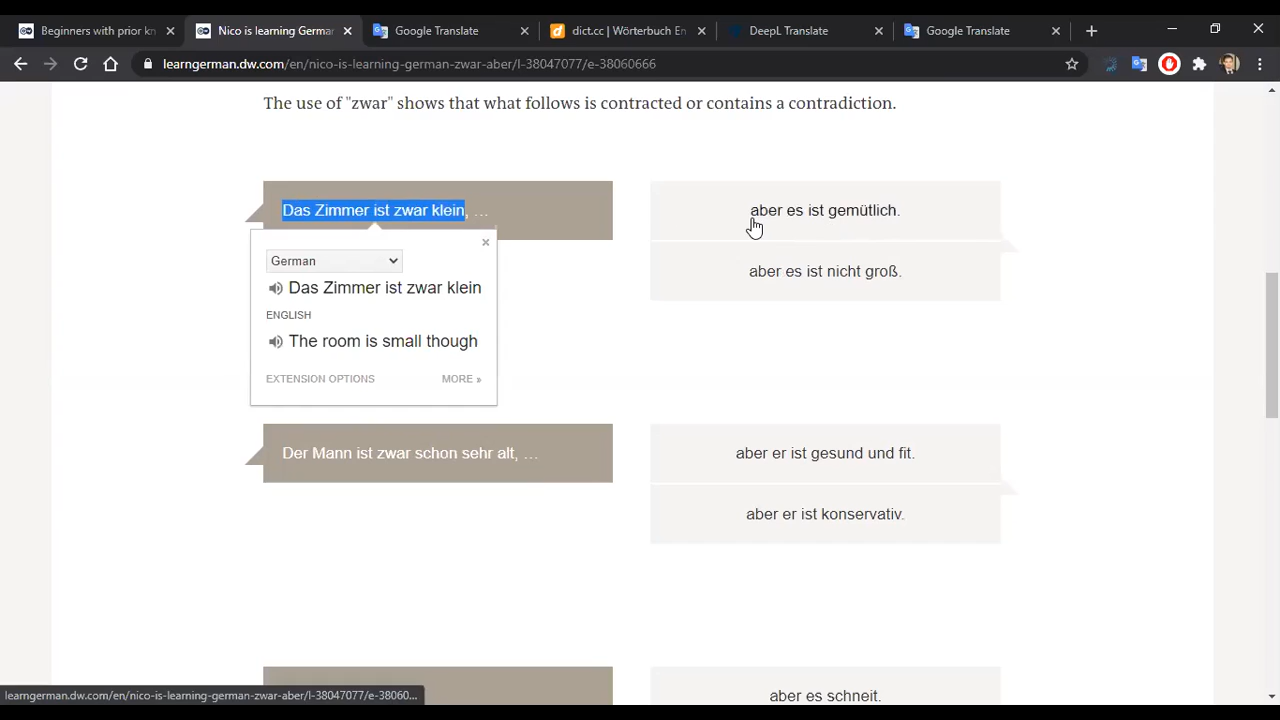 Beginners with prior kn
Nico is learning Germar
Google Translate
dict.cc | Wörterbuch En
DeepL Translate
Google Translate
learngerman.dw.com/en/nico-is-learning-german-zwar-aber/l-38047077/e-38060666
The use of "zwar" shows that what follows is contracted or contains a contradiction.
Das Zimmer ist zwar klein, …
aber es ist gemütlich.
aber es ist nicht groß.
German
Das Zimmer ist zwar klein
ENGLISH
The room is small though
EXTENSION OPTIONS
MORE »
Der Mann ist zwar schon sehr alt, …
aber er ist gesund und fit.
aber er ist konservativ.
aber es schneit.
learngerman.dw.com/en/nico-is-learning-german-zwar-aber/l-38047077/e-38060...